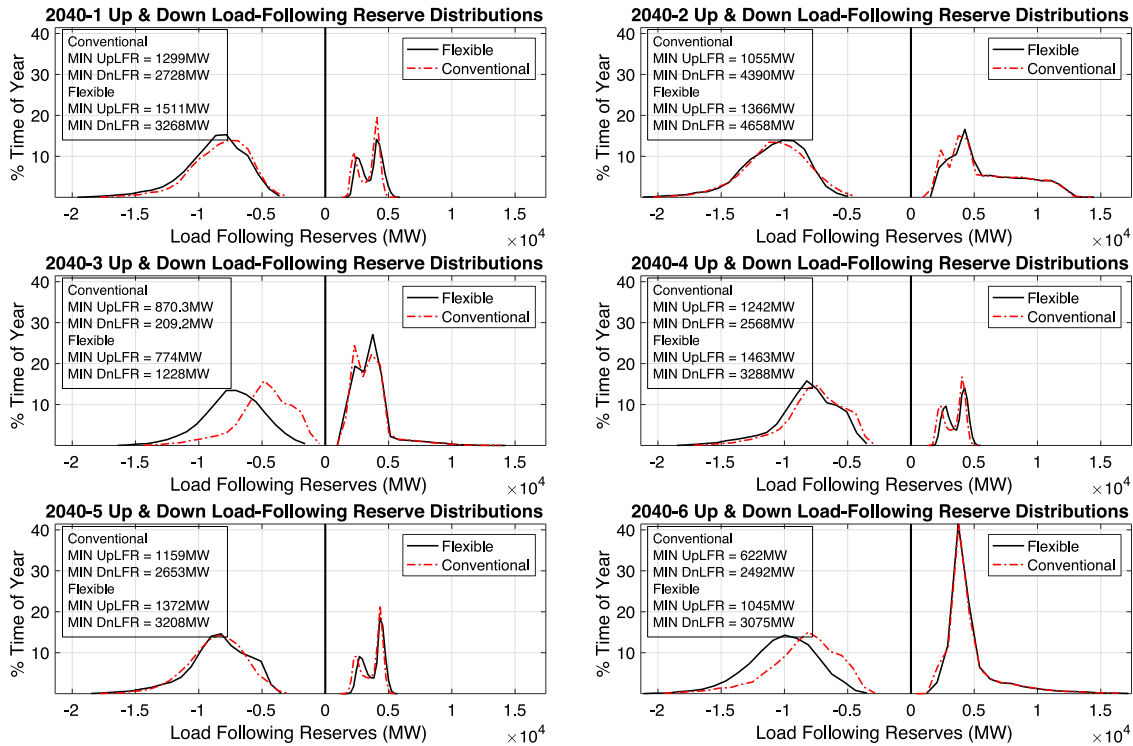 2040-1 Up & Down Load-Following Reserve Distributions
% Time of Year
40
30
20
10
Conventional
MIN UpLFR = 1299MW
MIN DnLFR = 2728MW
Flexible
MIN UpLFR = 1511MW
MIN DnLFR = 3268MW
Flexible
Conventional
-2 -1.5 -1 -0.5 0 0.5 1 1.5
Load Following Reserves (MW) ×10^4
2040-2 Up & Down Load-Following Reserve Distributions
% Time of Year
40
30
20
10
Conventional
MIN UpLFR = 1055MW
MIN DnLFR = 4390MW
Flexible
MIN UpLFR = 1366MW
MIN DnLFR = 4658MW
Flexible
Conventional
-2 -1.5 -1 -0.5 0 0.5 1 1.5
Load Following Reserves (MW) ×10^4
2040-3 Up & Down Load-Following Reserve Distributions
% Time of Year
40
30
20
10
Conventional
MIN UpLFR = 870.3MW
MIN DnLFR = 209.2MW
Flexible
MIN UpLFR = 774MW
MIN DnLFR = 1228MW
Flexible
Conventional
-2 -1.5 -1 -0.5 0 0.5 1 1.5
Load Following Reserves (MW) ×10^4
2040-4 Up & Down Load-Following Reserve Distributions
% Time of Year
40
30
20
10
Conventional
MIN UpLFR = 1242MW
MIN DnLFR = 2568MW
Flexible
MIN UpLFR = 1463MW
MIN DnLFR = 3288MW
Flexible
Conventional
-2 -1.5 -1 -0.5 0 0.5 1 1.5
Load Following Reserves (MW) ×10^4
2040-5 Up & Down Load-Following Reserve Distributions
% Time of Year
40
30
20
10
Conventional
MIN UpLFR = 1159MW
MIN DnLFR = 2653MW
Flexible
MIN UpLFR = 1372MW
MIN DnLFR = 3208MW
Flexible
Conventional
-2 -1.5 -1 -0.5 0 0.5 1 1.5
Load Following Reserves (MW) ×10^4
2040-6 Up & Down Load-Following Reserve Distributions
% Time of Year
40
30
20
10
Conventional
MIN UpLFR = 622MW
MIN DnLFR = 2492MW
Flexible
MIN UpLFR = 1045MW
MIN DnLFR = 3075MW
Flexible
Conventional
-2 -1.5 -1 -0.5 0 0.5 1 1.5
Load Following Reserves (MW) ×10^4